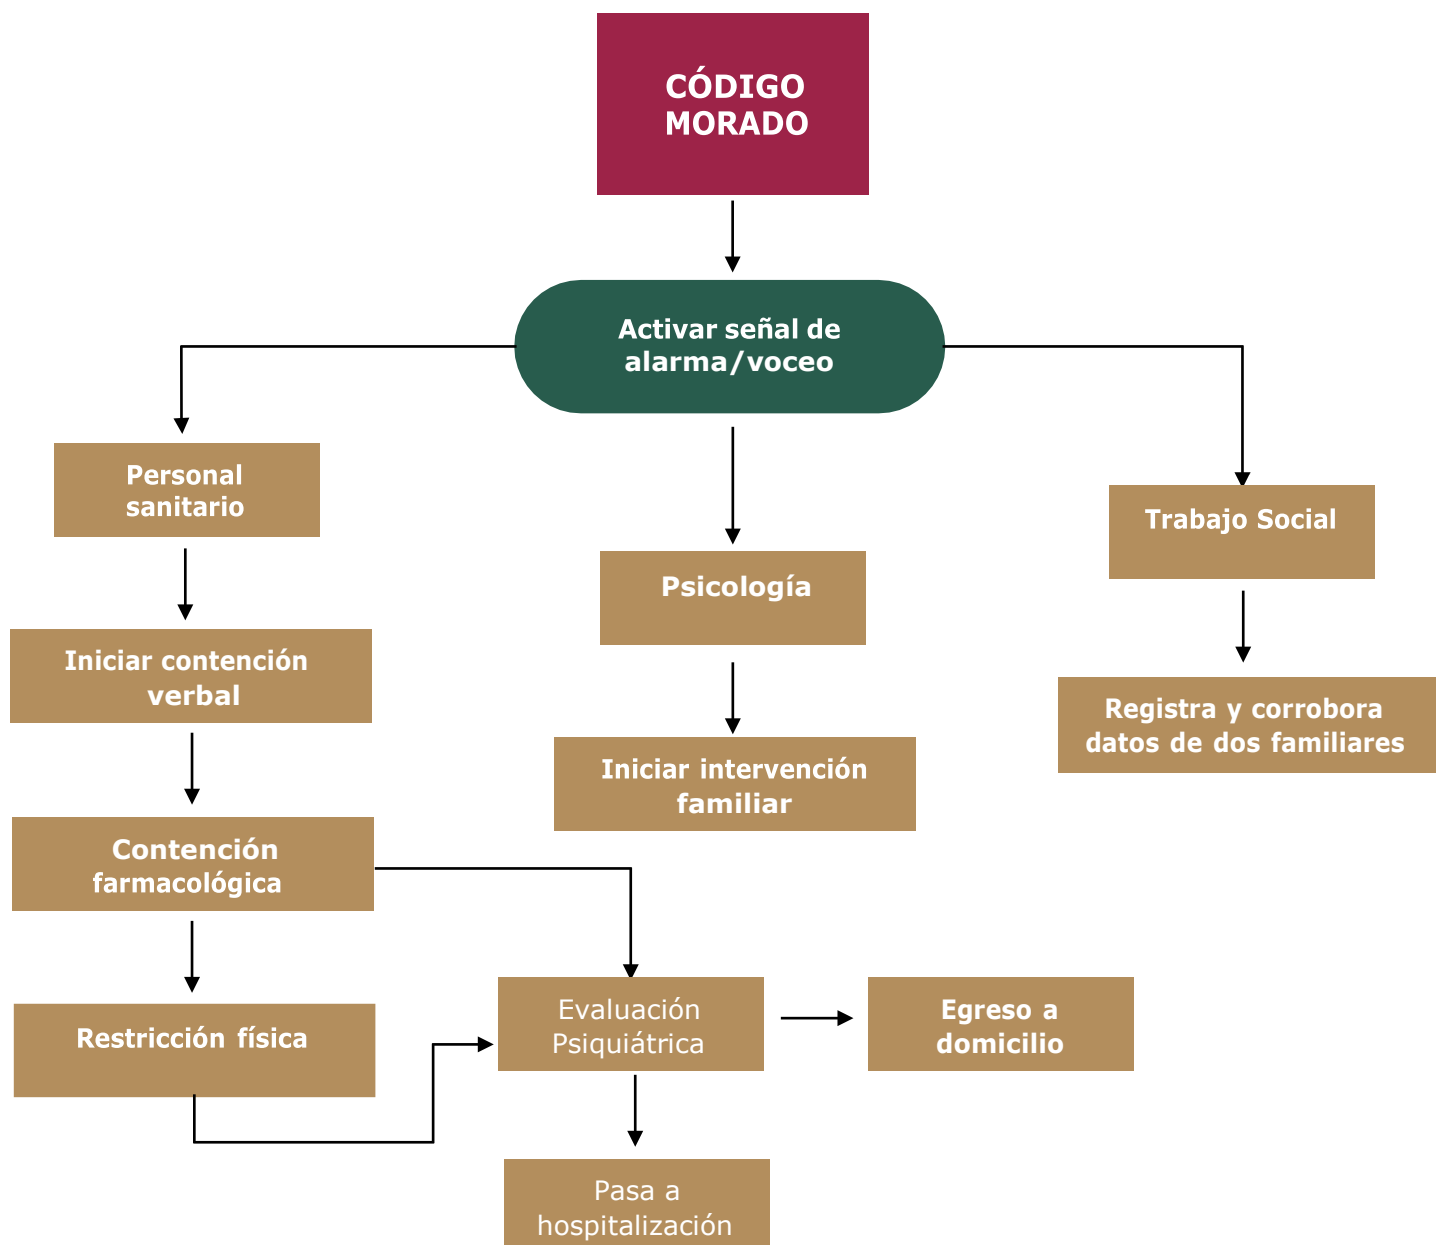 CÓDIGO
MORADO
Activar señal de
alarma/voceo
Personal
sanitario
Trabajo Social
Psicología
Iniciar contención
verbal
Registra y corrobora
datos de dos familiares
Iniciar intervención
familiar
Contención
farmacológica
Restricción física
Evaluación
Psiquiátrica
Egreso a
domicilio
Pasa a
hospitalización